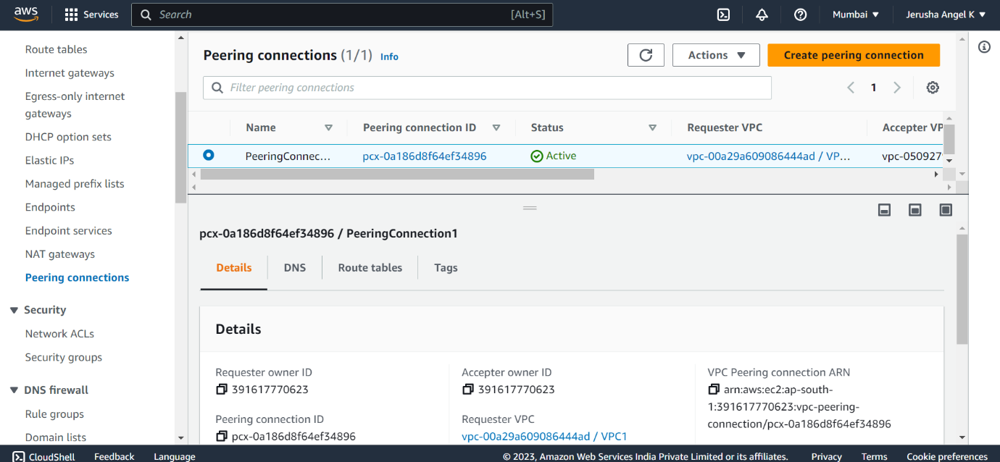 aws
Services
Search
[Alt+S]
Mumbai
Jerusha Angel K
Route tables
Internet gateways
Egress-only internet
gateways
DHCP option sets
Elastic IPs
Managed prefix lists
Endpoints
Endpoint services
NAT gateways
Peering connections
Security
Network ACLs
Security groups
DNS firewall
Rule groups
Domain lists
Peering connections (1/1) Info
Actions
Create peering connection
Filter peering connections
1
Name
Peering connection ID
Status
Requester VPC
Accepter VP
PeeringConnec...
pcx-0a186d8f64ef34896
Active
vpc-00a29a609086444ad / VP...
vpc-050927
pcx-0a186d8f64ef34896 / PeeringConnection1
Details
DNS
Route tables
Tags
Details
Requester owner ID
391617770623
Peering connection ID
pcx-0a186d8f64ef34896
Accepter owner ID
391617770623
Requester VPC
vpc-00a29a609086444ad / VPC1
VPC Peering connection ARN
arn:aws:ec2:ap-south-
1:391617770623:vpc-peering-
connection/pcx-0a186d8f64ef34896
CloudShell
Feedback
Language
© 2023, Amazon Web Services India Private Limited or its affiliates.
Privacy
Terms
Cookie preferences